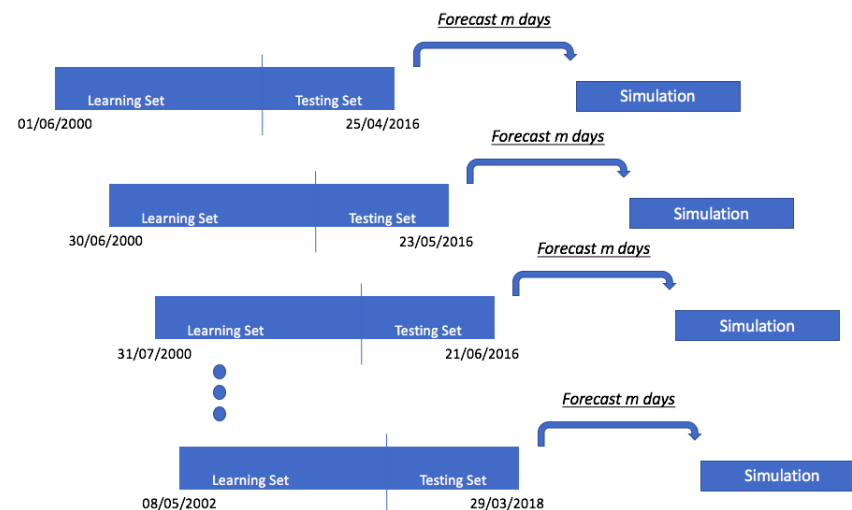 Forecast m days
Learning Set
Testing Set
Simulation
01/06/2000
25/04/2016
Forecast m days
Learning Set
Testing Set
Simulation
30/06/2000
23/05/2016
Forecast m days
Learning Set
Testing Set
Simulation
31/07/2000
21/06/2016
Forecast m days
Learning Set
Testing Set
Simulation
08/05/2002
29/03/2018